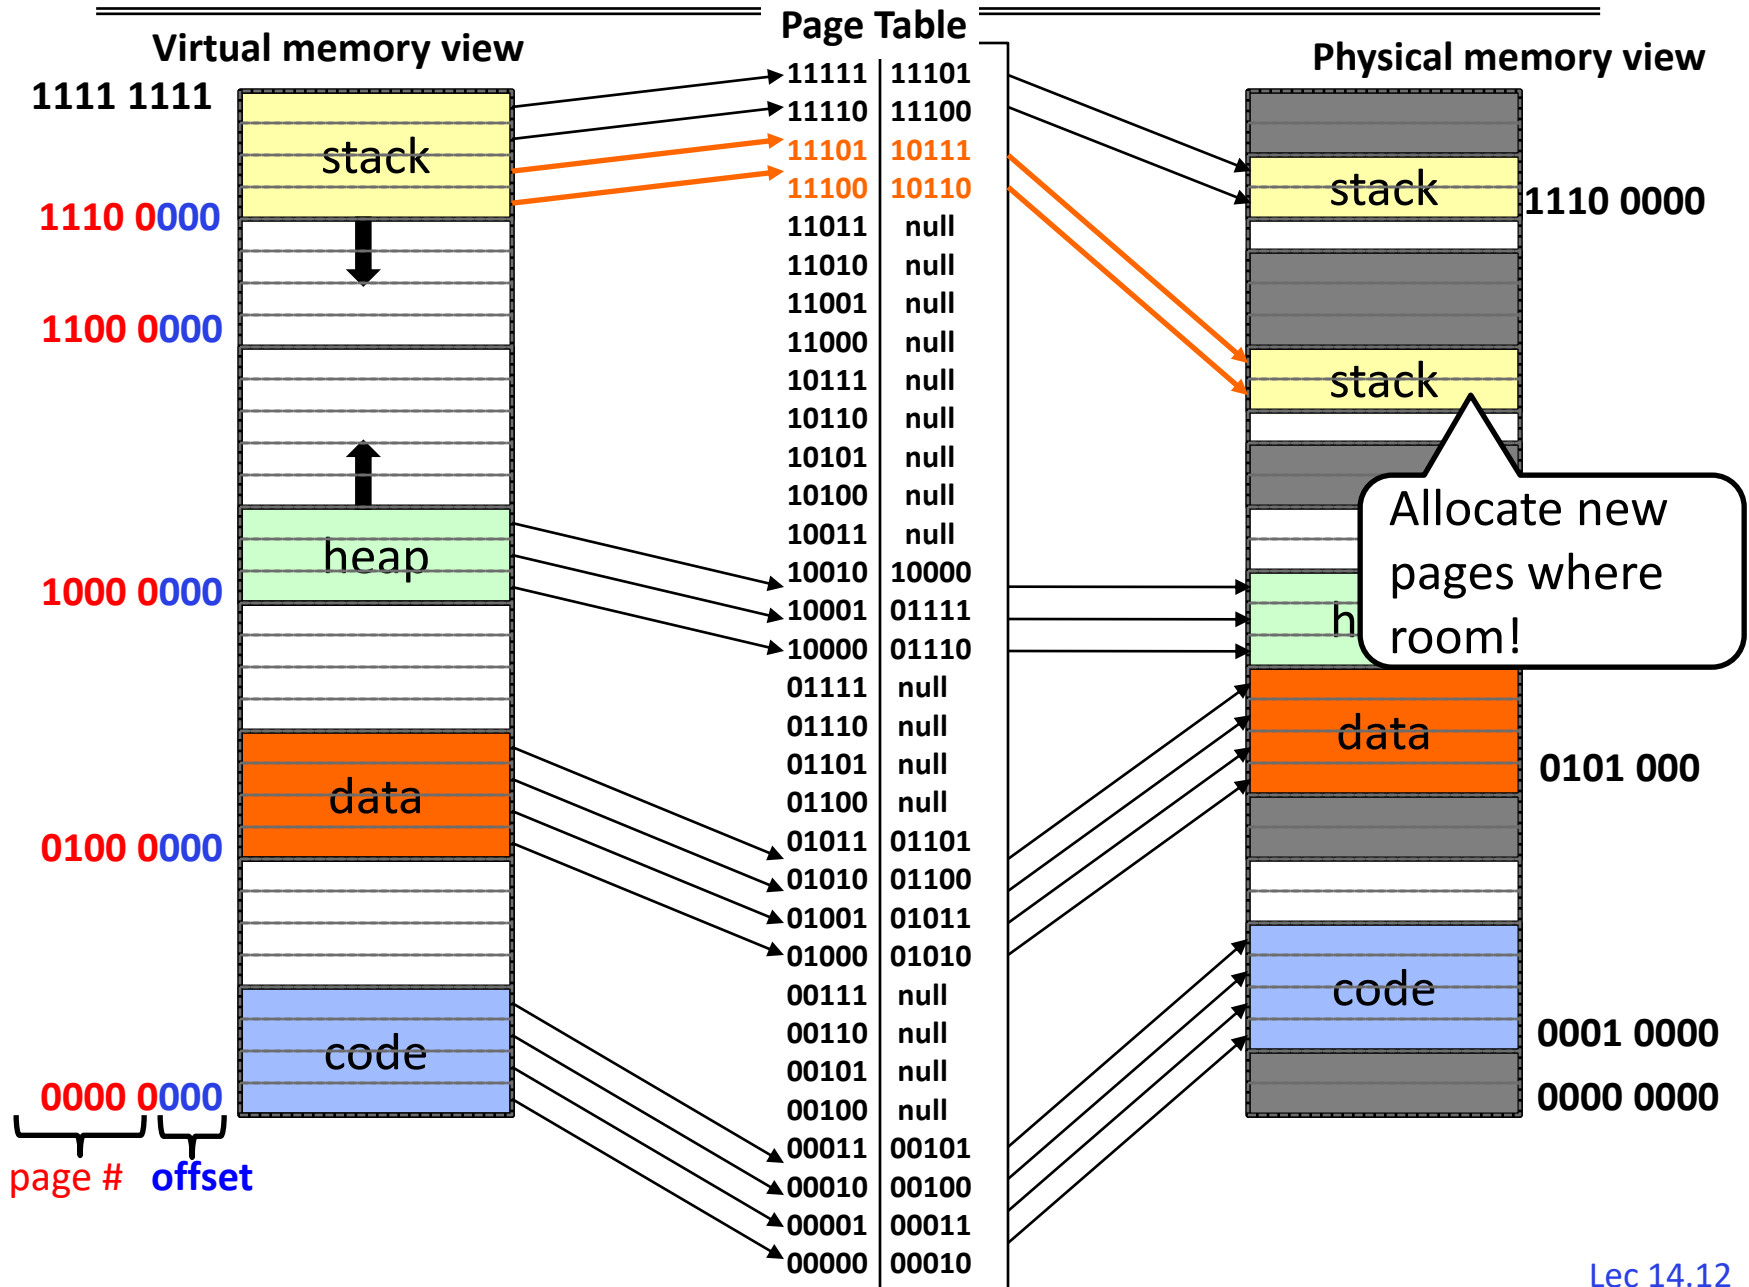 Page Table
Virtual memory view
Physical memory view
1111 1111
stack
1110 0000
1100 0000
heap
1000 0000
data
0100 0000
code
0000 0000
page # offset
11111 11101
11110 11100
11101 10111
11100 10110
11011 null
11010 null
11001 null
11000 null
10111 null
10110 null
10101 null
10100 null
10011 null
10010 10000
10001 01111
10000 01110
01111 null
01110 null
01101 null
01100 null
01011 01101
01010 01100
01001 01011
01000 01010
00111 null
00110 null
00101 null
00100 null
00011 00101
00010 00100
00001 00011
00000 00010
stack
1110 0000
stack
Allocate new
pages where
room!
h
data
0101 000
code
0001 0000
0000 0000
Lec 14.12